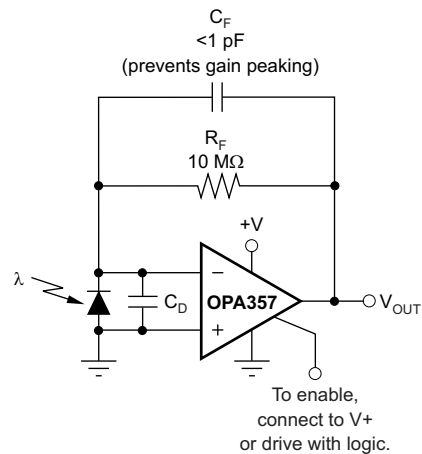 C_F
<1 pF
(prevents gain peaking)
R_F
10 MΩ
+V
λ
−
C_D
OPA357
+
V_OUT
To enable,
connect to V+
or drive with logic.